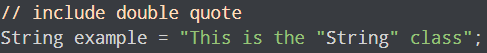 // include double quote
String example = "This is the "String" class";